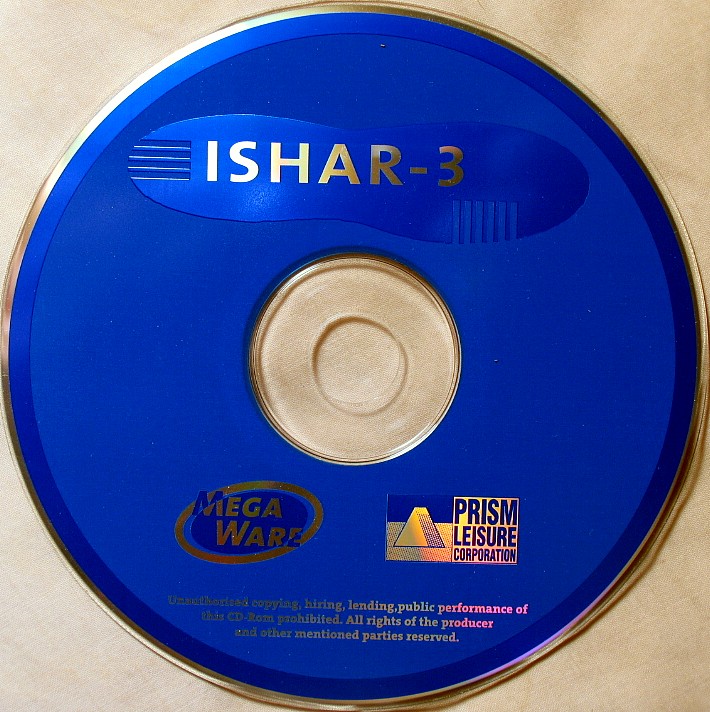 ISHAR-3
MEGA
WARE
PRISM
LEISURE
CORPORATION
Unauthorised copying, hiring, lending,public performance of
this CD-Rom prohibited. All rights of the producer
and other mentioned parties reserved.